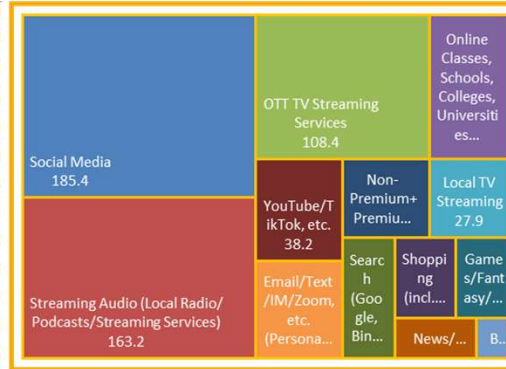 Social Media
185.4
Streaming Audio (Local Radio/
Podcasts/Streaming Services)
163.2
OTT TV Streaming
Services
108.4
YouTube/T
ikTok, etc.
38.2
Email/Text
/IM/Zoom,
etc.
(Persona...
Online
Classes,
Schools,
Colleges,
Universiti
es...
Non-
Premium+
Premiu...
Local TV
Streaming
27.9
Searc
h
(Goo
gle,
Bin...
Shoppi
ng
(incl....
Game
s/Fant
asy/...
News/...
B...